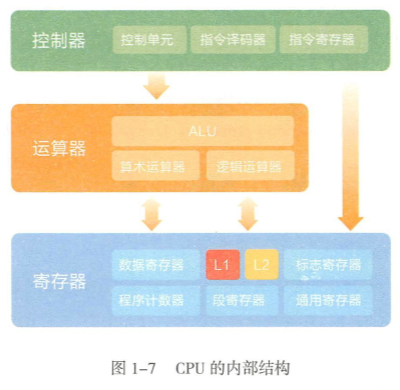 控制器 控制单元 指令译码器 指令寄存器
ALU
运算器
算术运算器 逻辑运算器
数据寄存器 L1 L2 标志寄存器
寄存器
程序计数器 段寄存器 通用寄存器
图 1-7 CPU 的内部结构